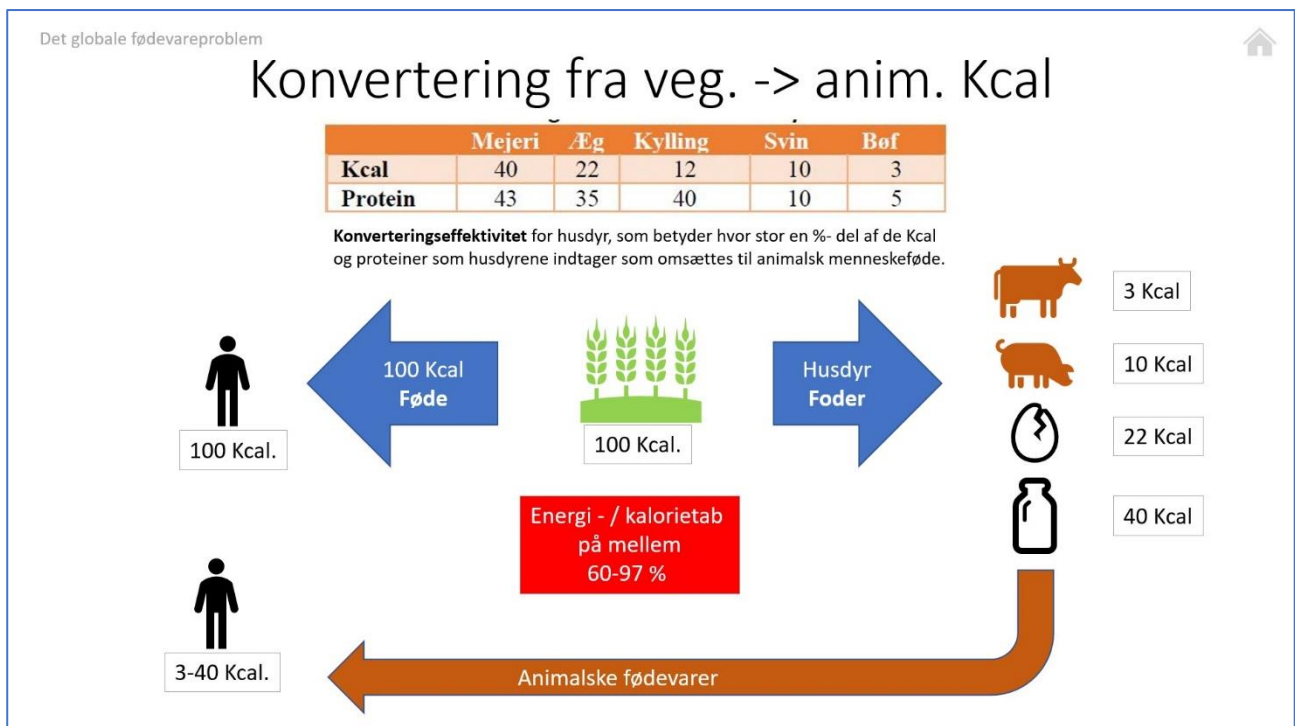 Det globale fødevareproblem
Konvertering fra veg. -> anim. Kcal
Mejeri Æg Kylling Svin Bøf
Kcal 40 22 12 10 3
Protein 43 35 40 10 5
Konverteringseffektivitet for husdyr, som betyder hvor stor en %- del af de Kcal
og proteiner som husdyrene indtager som omsættes til animalsk menneskeføde.
3 Kcal
100 Kcal
Føde
Husdyr
Foder
10 Kcal
100 Kcal.
100 Kcal.
22 Kcal
40 Kcal
Energi - / kalorietab
på mellem
60-97 %
3-40 Kcal.
Animalske fødevarer